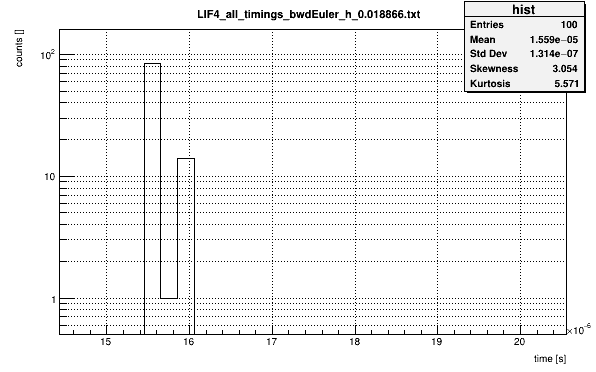 LIF4_all_timings_bwdEuler_h_0.018866.txt
hist
Entries 100
Mean 1.559e−05
Std Dev 1.314e−07
Skewness 3.054
Kurtosis 5.571
counts []
10²
10
1
15 16 17 18 19 20
×10⁻⁶
time [s]